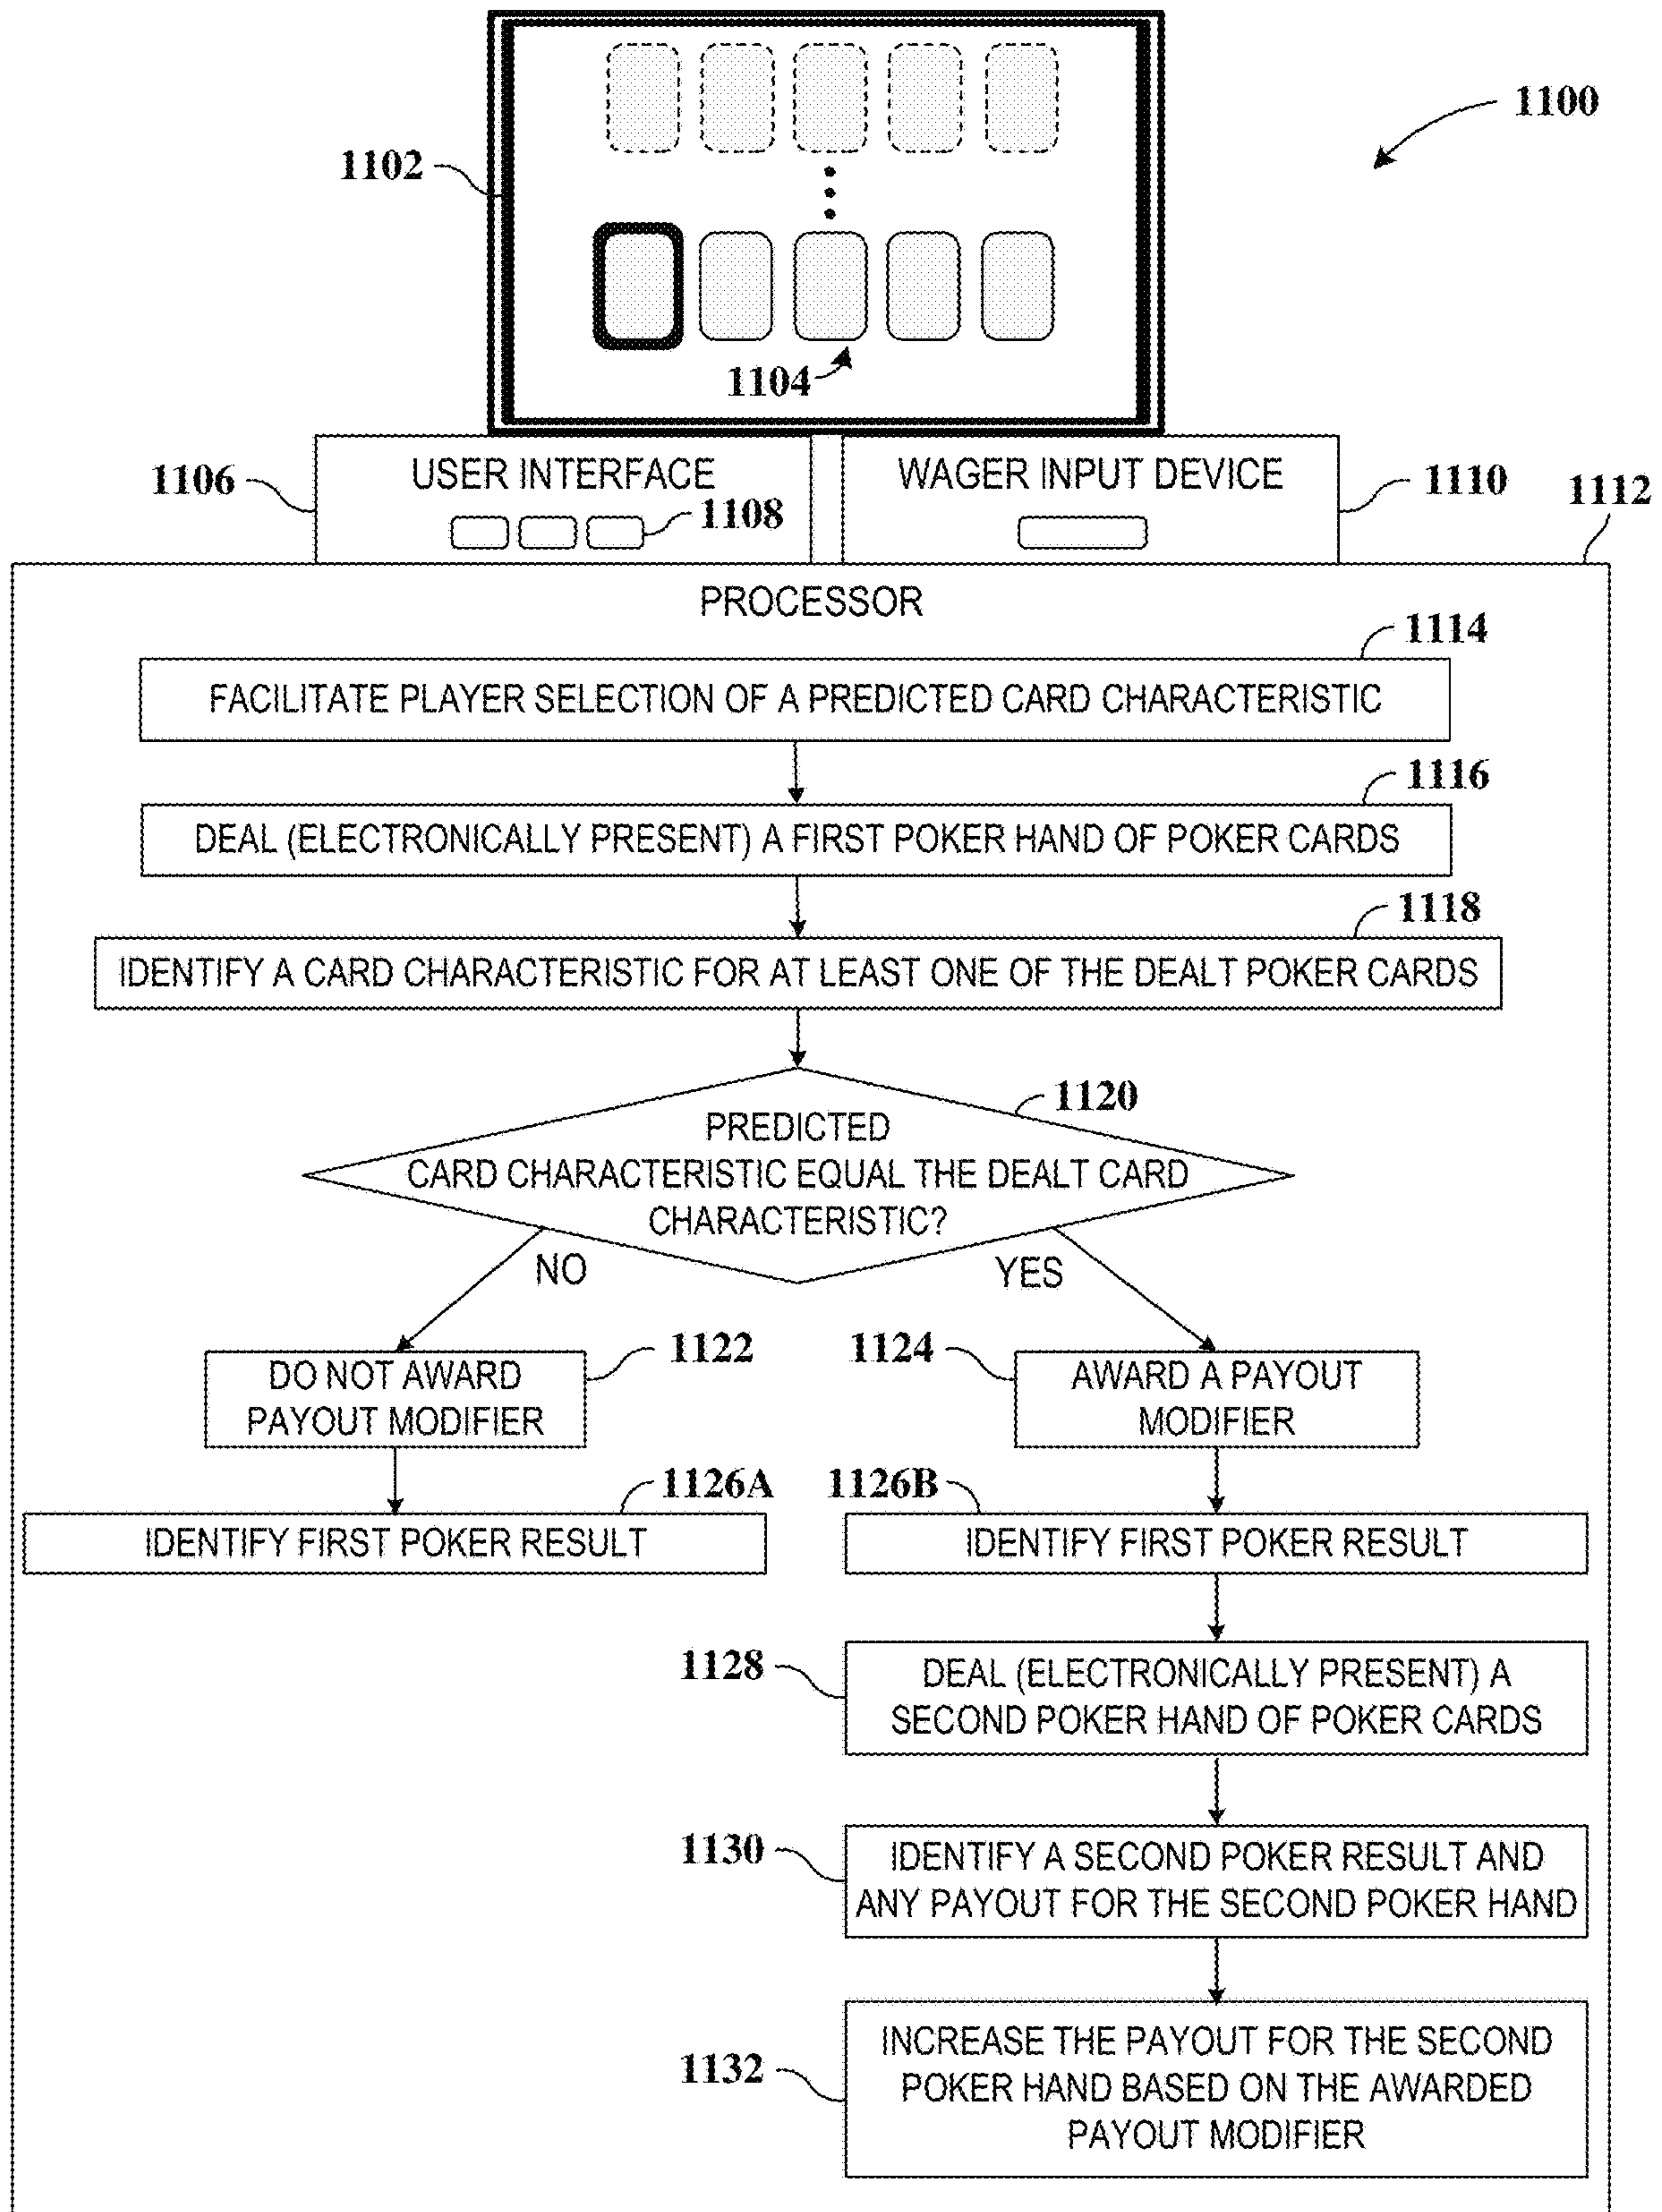 1100
1102
1104
1106
USER INTERFACE
1108
WAGER INPUT DEVICE
1110
1112
PROCESSOR
1114
FACILITATE PLAYER SELECTION OF A PREDICTED CARD CHARACTERISTIC
1116
DEAL (ELECTRONICALLY PRESENT) A FIRST POKER HAND OF POKER CARDS
1118
IDENTIFY A CARD CHARACTERISTIC FOR AT LEAST ONE OF THE DEALT POKER CARDS
1120
PREDICTED
CARD CHARACTERISTIC EQUAL THE DEALT CARD
CHARACTERISTIC?
NO
YES
1122
DO NOT AWARD
PAYOUT MODIFIER
1124
AWARD A PAYOUT
MODIFIER
1126A
IDENTIFY FIRST POKER RESULT
1126B
IDENTIFY FIRST POKER RESULT
1128
DEAL (ELECTRONICALLY PRESENT) A
SECOND POKER HAND OF POKER CARDS
1130
IDENTIFY A SECOND POKER RESULT AND
ANY PAYOUT FOR THE SECOND POKER HAND
1132
INCREASE THE PAYOUT FOR THE SECOND
POKER HAND BASED ON THE AWARDED
PAYOUT MODIFIER